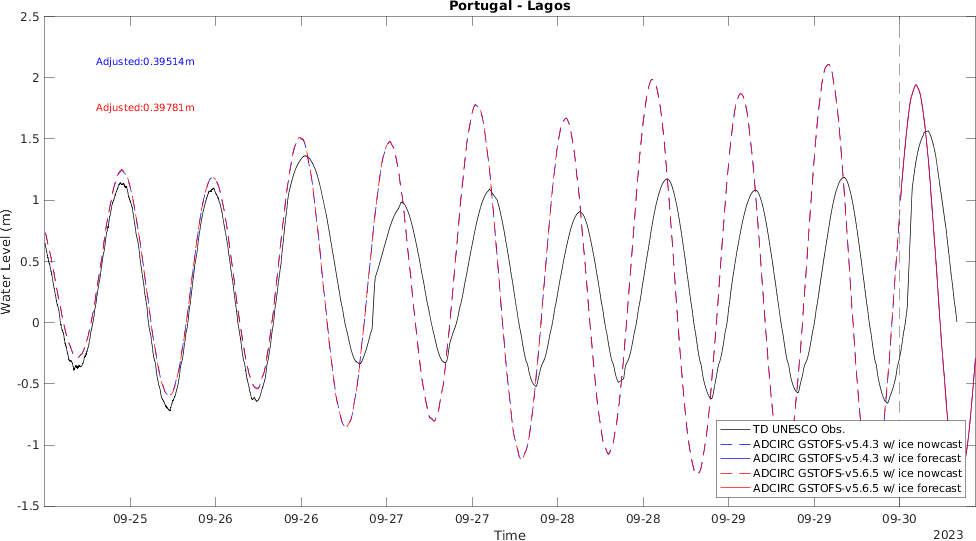 Portugal - Lagos
2.5
2
1.5
1
0.5
0
-0.5
-1
-1.5
Water Level (m)
Adjusted:0.39514m
Adjusted:0.39781m
TD UNESCO Obs.
ADCIRC GSTOFS-v5.4.3 w/ ice nowcast
ADCIRC GSTOFS-v5.4.3 w/ ice forecast
ADCIRC GSTOFS-v5.6.5 w/ ice nowcast
ADCIRC GSTOFS-v5.6.5 w/ ice forecast
09-25 09-26 09-26 09-27 09-27 09-28 09-28 09-29 09-29 09-30
Time
2023